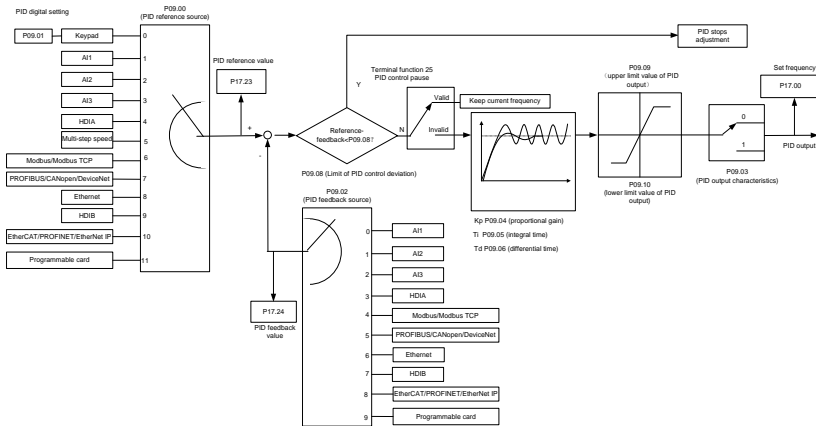 PID digital setting
P09.00
(PID reference source)
P09.01
Keypad
0
AI1
1
AI2
2
AI3
3
HDIA
4
Multi-step speed
5
Modbus/Modbus TCP
6
PROFIBUS/CANopen/DeviceNet
7
Ethernet
8
HDIB
9
EtherCAT/PROFINET/EtherNet IP
10
Programmable card
11
PID reference value
P17.23
+
-
P17.24
PID feedback
value
Reference-
feedback<P09.08?
Y
N
P09.08 (Limit of PID control deviation)
PID stops
adjustment
Terminal function 25
PID control pause
Valid
Invalid
Keep current frequency
Kp P09.04 (proportional gain)
Ti P09.05 (integral time)
Td P09.06 (differential time)
P09.09
(upper limit value of PID
output)
P09.10
(lower limit value of PID
output)
0
1
P09.03
(PID output characteristics)
Set frequency
P17.00
PID output
P09.02
(PID feedback source)
0
AI1
1
AI2
2
AI3
3
HDIA
4
Modbus/Modbus TCP
5
PROFIBUS/CANopen/DeviceNet
6
Ethernet
7
HDIB
8
EtherCAT/PROFINET/EtherNet IP
9
Programmable card